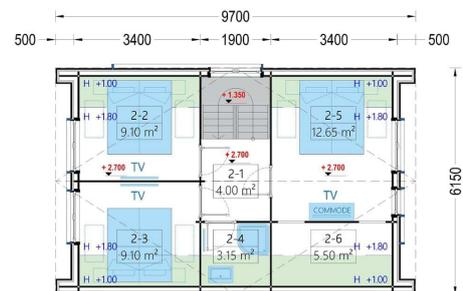 9700
500 3400 1900 3400 500
H +1.00 H +1.00
+ 1.350
2-2 2-5
H +1.80 9.10 m² 12.65 m² H +1.80
+ 2.700 TV + 2.700 + 2.700
2-1
4.00 m²
TV TV
COMMODE
2-3 2-4 2-6
H +1.80 9.10 m² 3.15 m² 5.50 m² H +1.80
H +1.00 H +1.00
6150